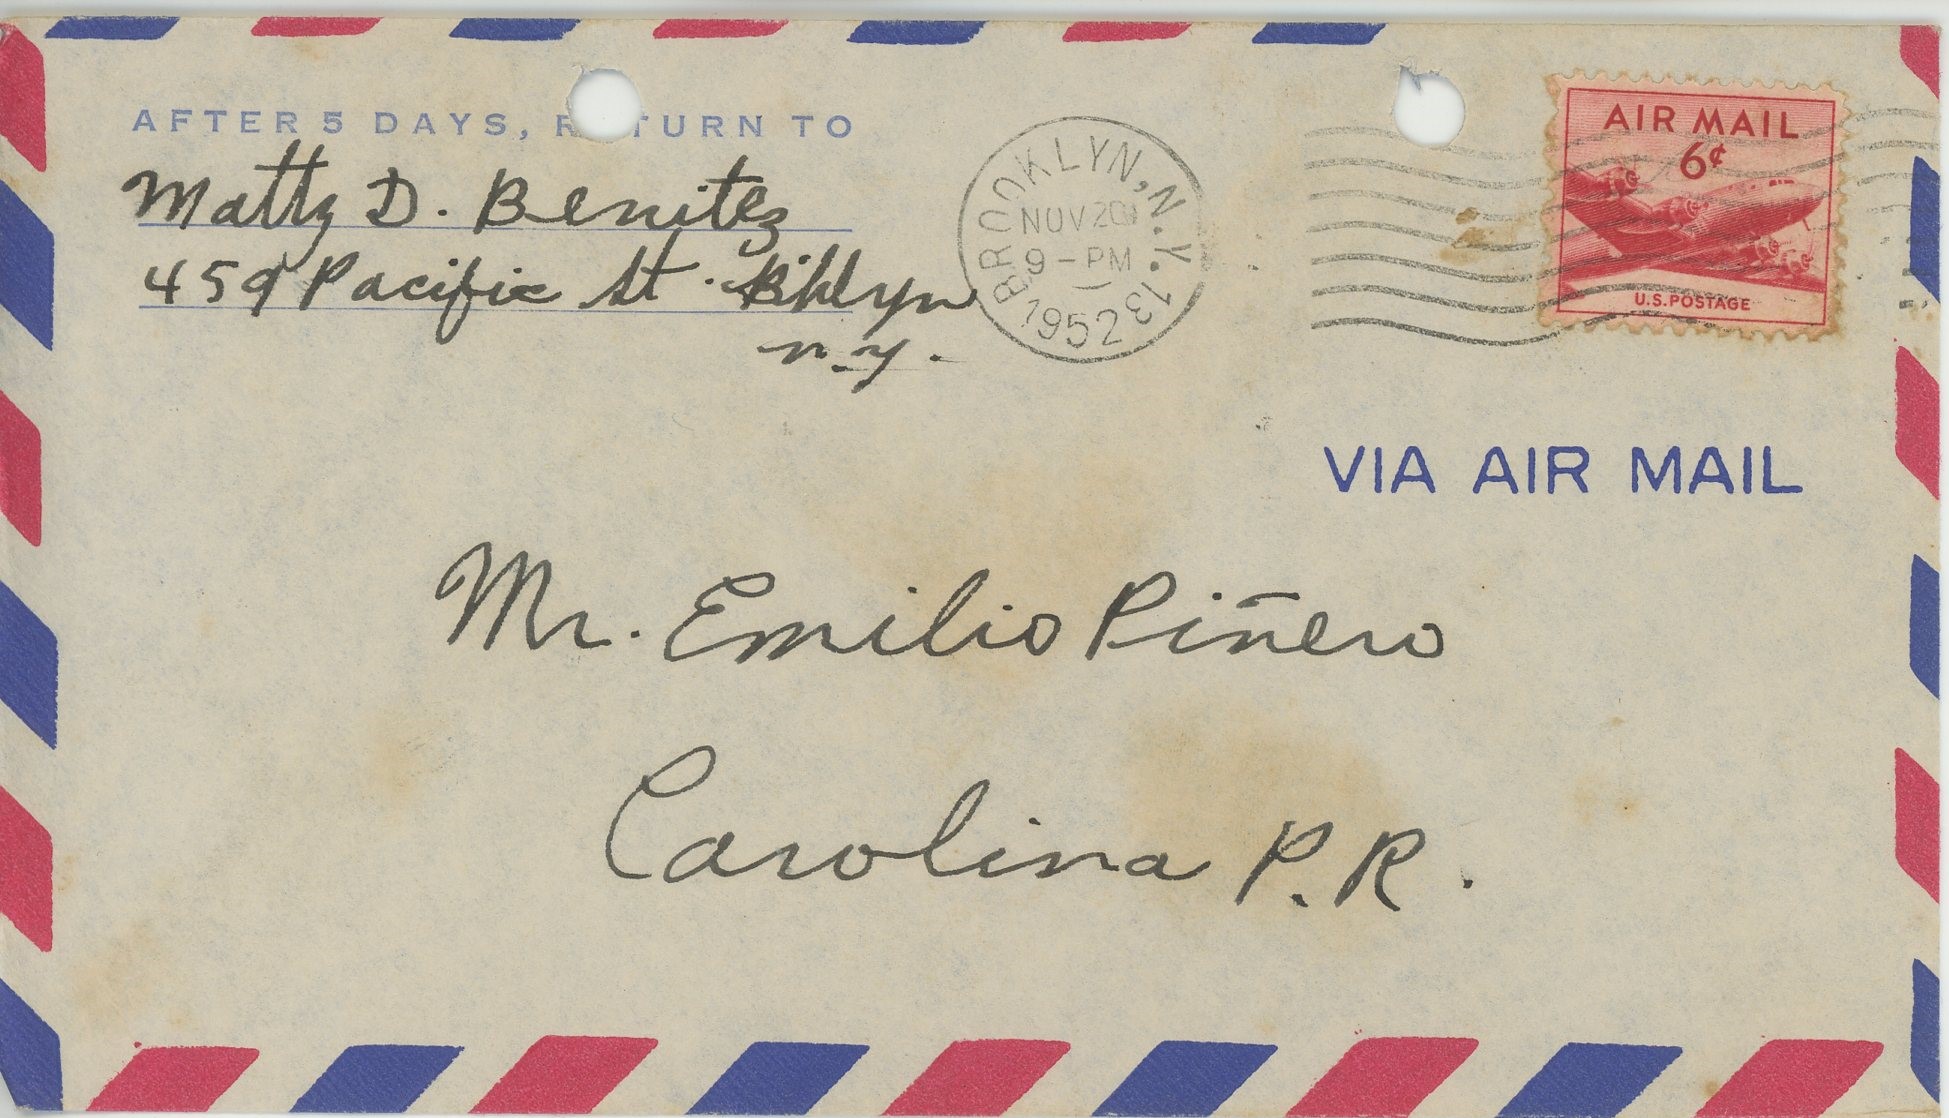 AFTER 5 DAYS, RETURN TO
Matty D. Benitez
459 Pacific St. Bklyn
n.y.
BROOKLYN, N.Y. 13
NOV 20
9-PM
1952
AIR MAIL
6¢
U.S. POSTAGE
VIA AIR MAIL
Mr. Emilio Piñero
Carolina P.R.